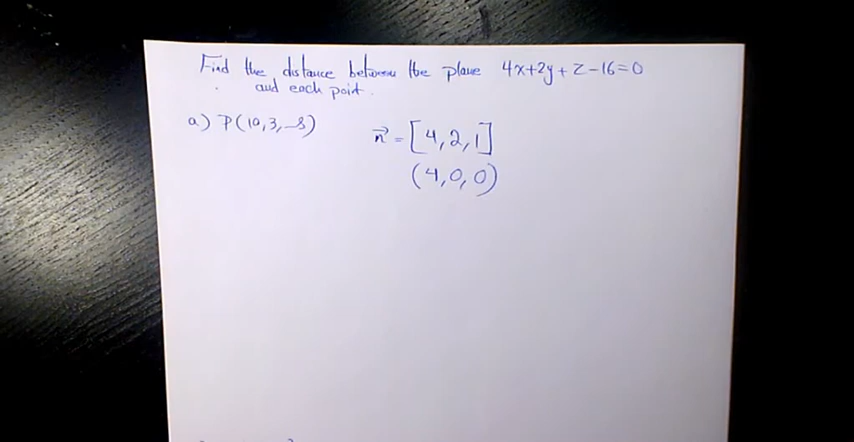 Find the distance between the plane 4x+2y+z-16=0
and each point.
a) P(10,3,-8)
n⃗ = [4,2,1]
(4,0,0)